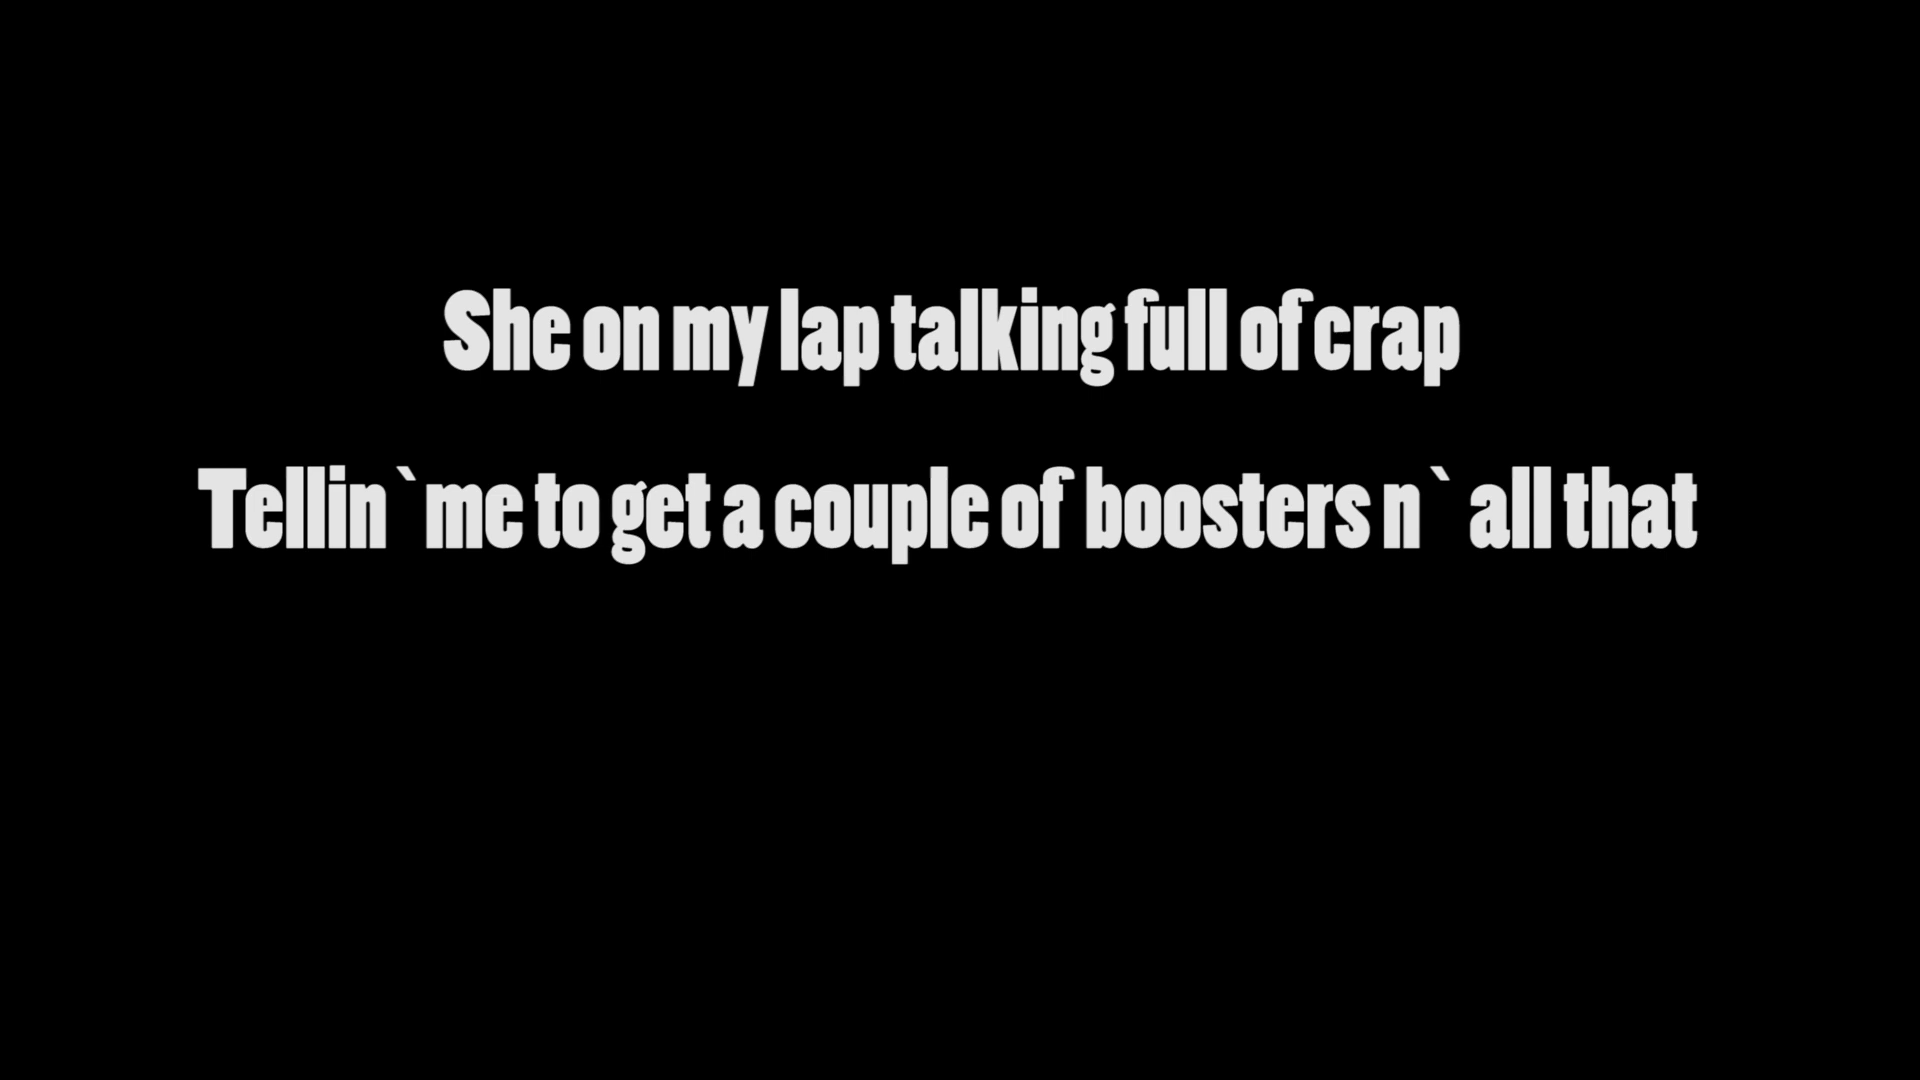 She on my lap talking full of crap
Tellin` me to get a couple of boosters n` all that